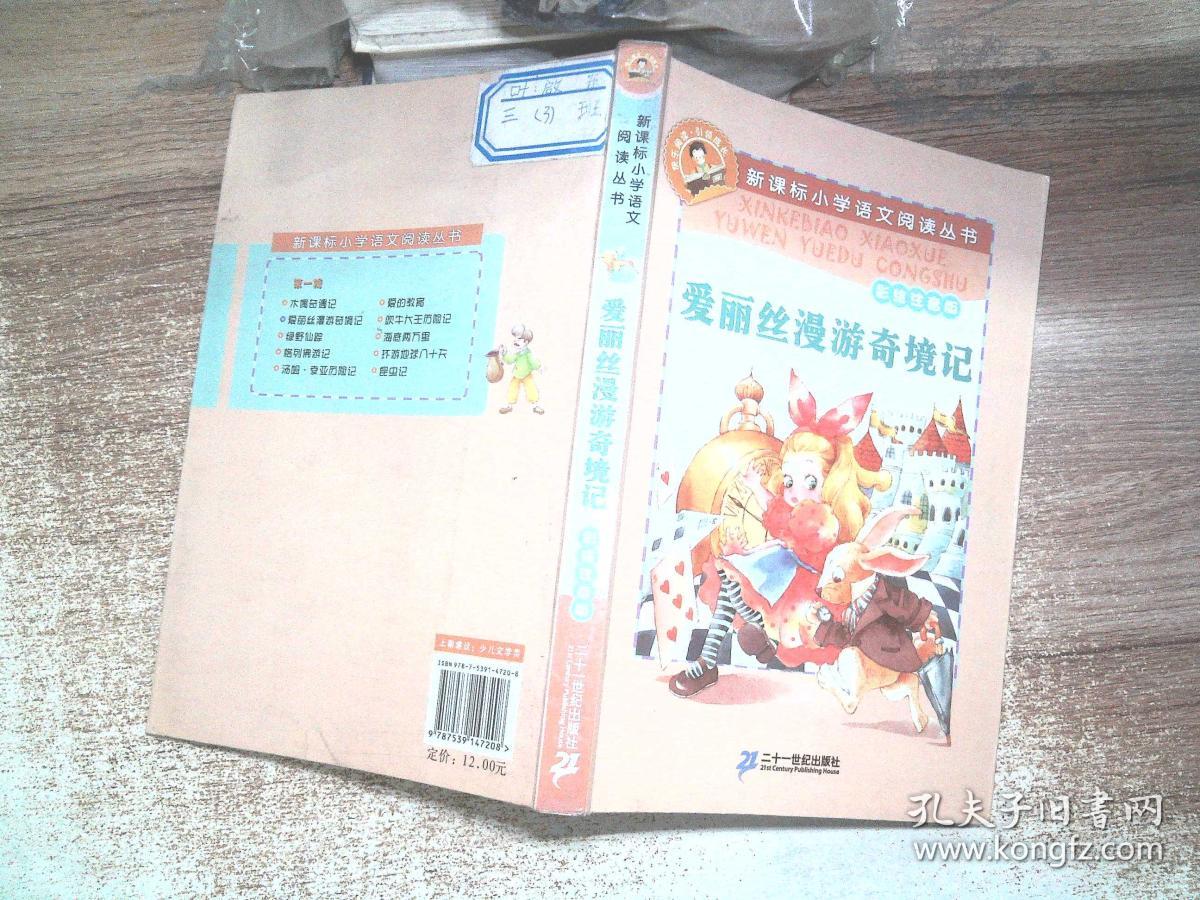 三 (3) 班
新课标小学语文阅读丛书
第一辑
木偶奇遇记
爱丽丝漫游奇境记
绿野仙踪
格列佛游记
汤姆·索亚历险记
爱的教育
吹牛大王历险记
海底两万里
环游地球八十天
昆虫记
上架建议:少儿文学类
ISBN 978-7-5391-4720-8
9 787539 147208 >
定价:12.00元
新课标小学语文
阅读丛书
爱丽丝漫游奇境记
二十一世纪出版社
21st Century Publishing House
快乐阅读·引领成长
新课标小学语文阅读丛书
XINKEBIAO XIAOXUE
YUWEN YUEDU CONGSHU
彩绘注音版
爱丽丝漫游奇境记
二十一世纪出版社
21st Century Publishing House
孔夫子旧书网
www.kongfz.com